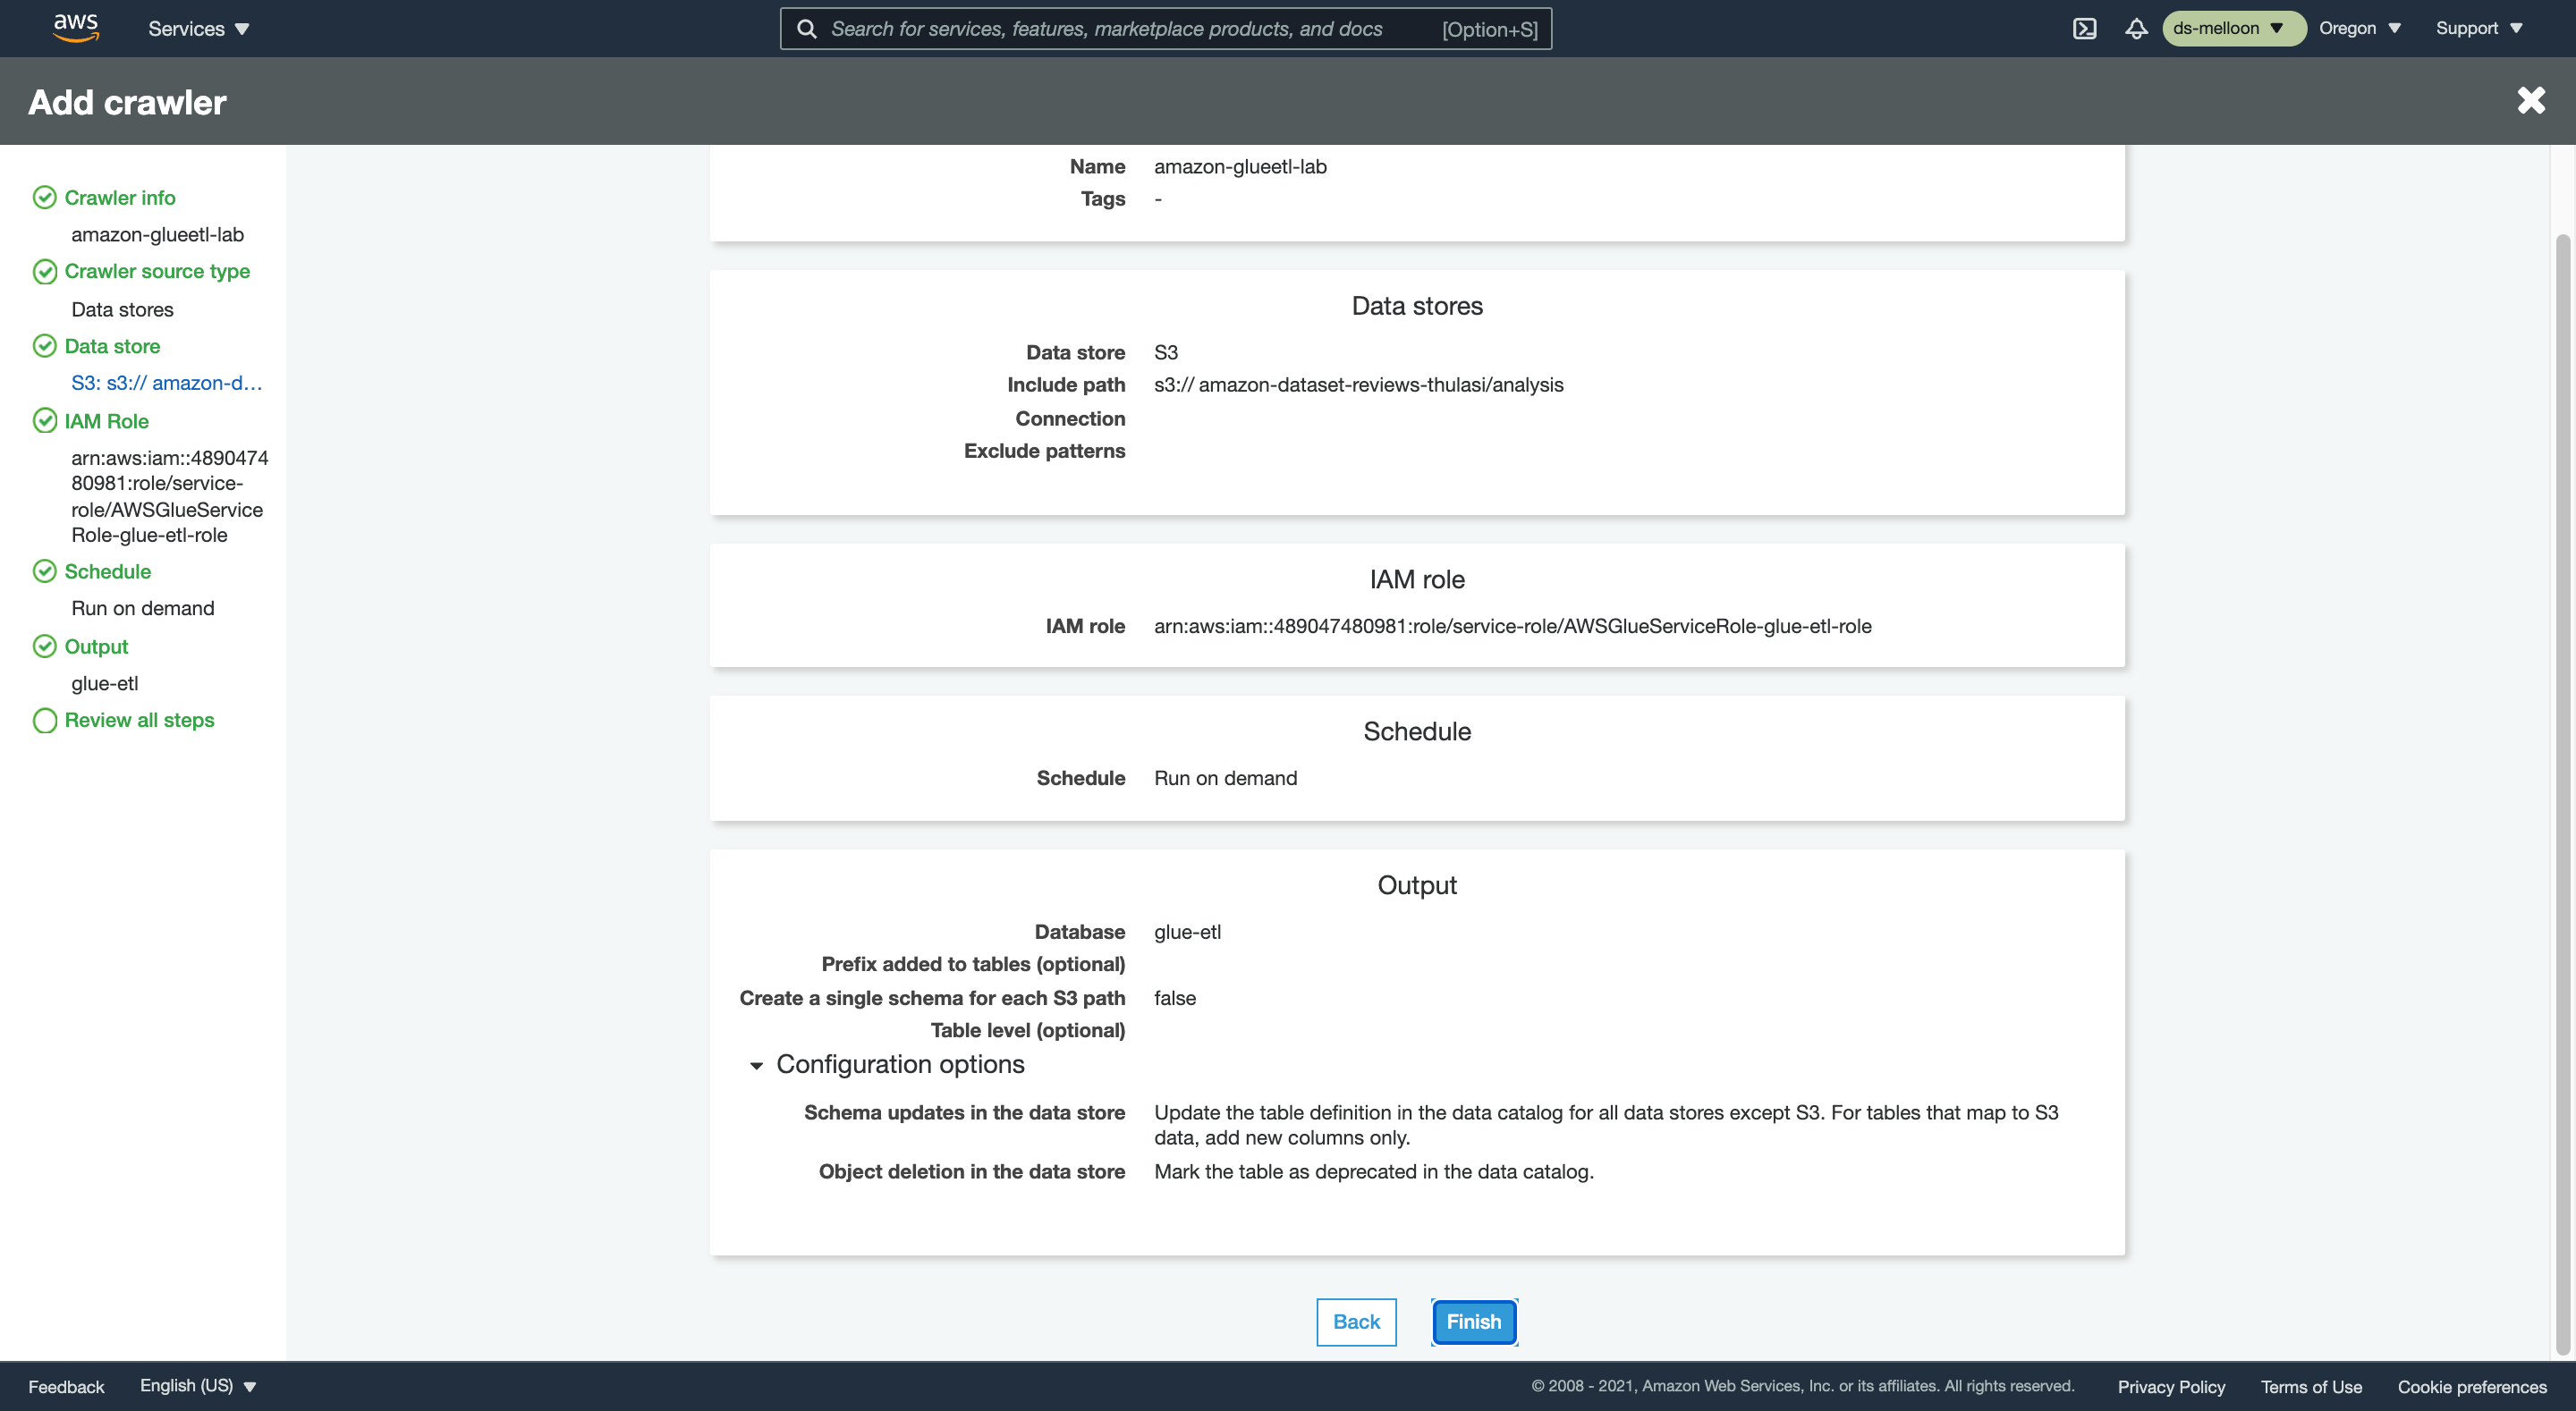 aws
Services
Search for services, features, marketplace products, and docs [Option+S]
ds-melloon
Oregon
Support
Add crawler
Crawler info
amazon-glueetl-lab
Crawler source type
Data stores
Data store
S3: s3:// amazon-d...
IAM Role
arn:aws:iam::4890474
80981:role/service-
role/AWSGlueService
Role-glue-etl-role
Schedule
Run on demand
Output
glue-etl
Review all steps
Name amazon-glueetl-lab
Tags -
Data stores
Data store S3
Include path s3:// amazon-dataset-reviews-thulasi/analysis
Connection
Exclude patterns
IAM role
IAM role arn:aws:iam::489047480981:role/service-role/AWSGlueServiceRole-glue-etl-role
Schedule
Schedule Run on demand
Output
Database glue-etl
Prefix added to tables (optional)
Create a single schema for each S3 path false
Table level (optional)
Configuration options
Schema updates in the data store Update the table definition in the data catalog for all data stores except S3. For tables that map to S3
data, add new columns only.
Object deletion in the data store Mark the table as deprecated in the data catalog.
Back
Finish
Feedback
English (US)
© 2008 - 2021, Amazon Web Services, Inc. or its affiliates. All rights reserved.
Privacy Policy
Terms of Use
Cookie preferences